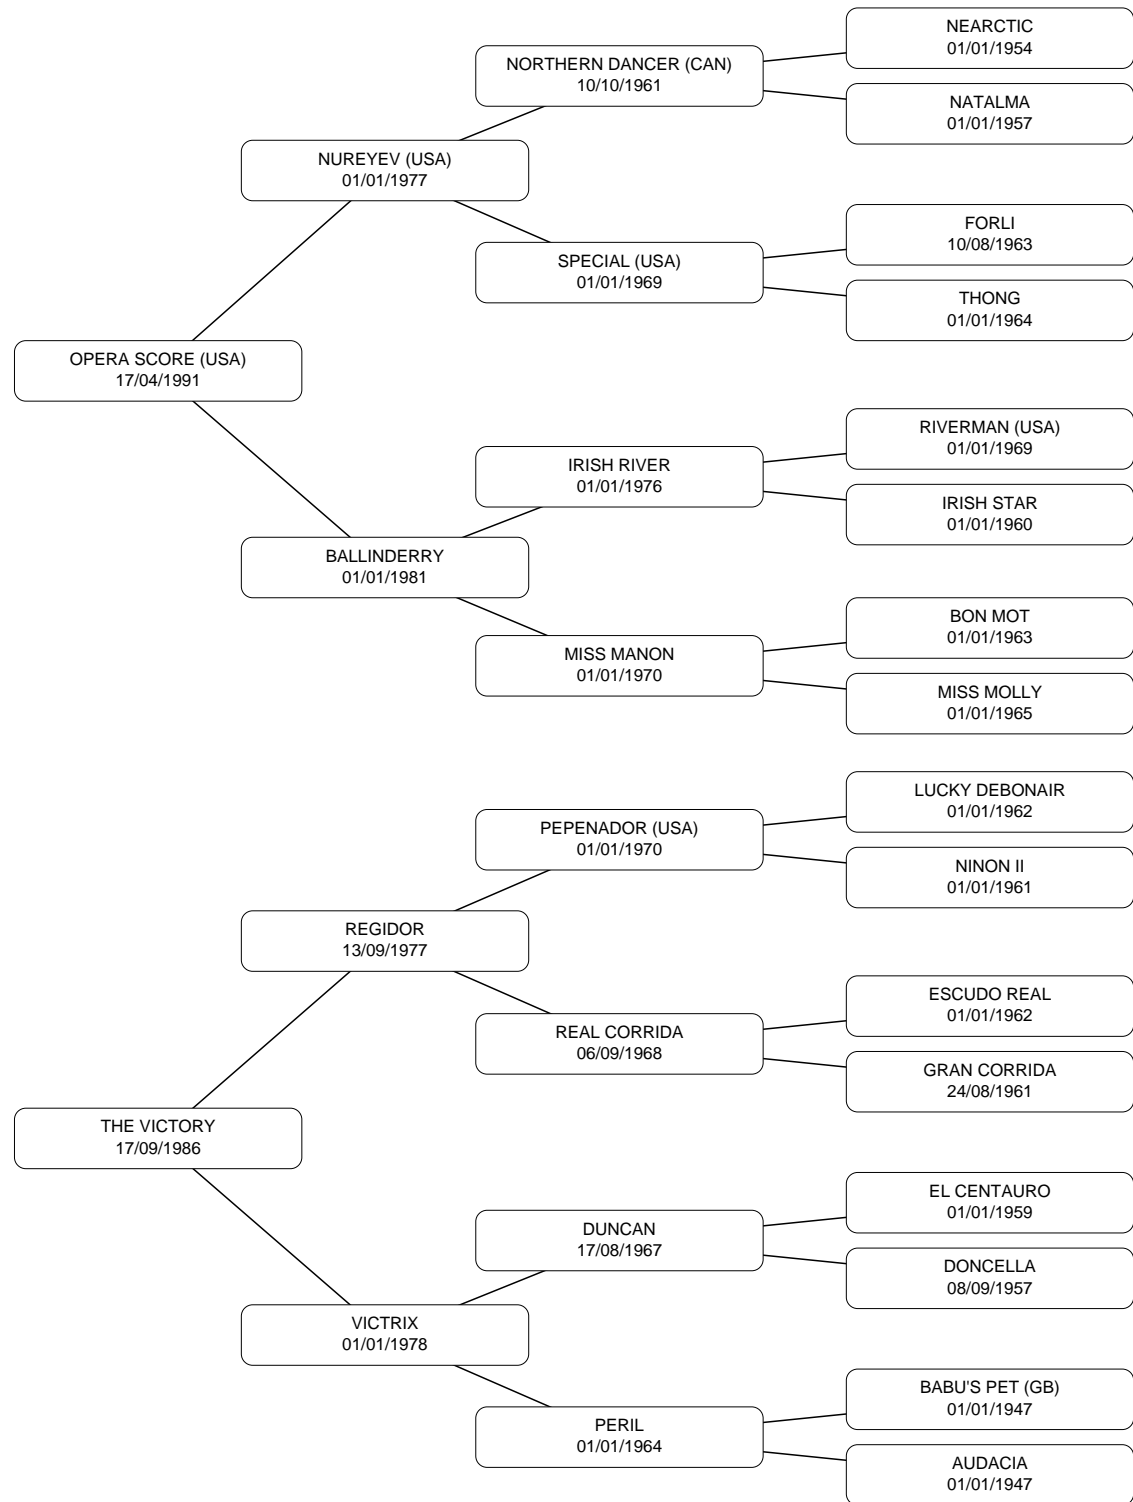 NEARCTIC
01/01/1954
NORTHERN DANCER (CAN)
10/10/1961
NATALMA
01/01/1957
NUREYEV (USA)
01/01/1977
FORLI
10/08/1963
SPECIAL (USA)
01/01/1969
THONG
01/01/1964
OPERA SCORE (USA)
17/04/1991
RIVERMAN (USA)
01/01/1969
IRISH RIVER
01/01/1976
IRISH STAR
01/01/1960
BALLINDERRY
01/01/1981
BON MOT
01/01/1963
MISS MANON
01/01/1970
MISS MOLLY
01/01/1965
LUCKY DEBONAIR
01/01/1962
PEPENADOR (USA)
01/01/1970
NINON II
01/01/1961
REGIDOR
13/09/1977
ESCUDO REAL
01/01/1962
REAL CORRIDA
06/09/1968
GRAN CORRIDA
24/08/1961
THE VICTORY
17/09/1986
EL CENTAURO
01/01/1959
DUNCAN
17/08/1967
DONCELLA
08/09/1957
VICTRIX
01/01/1978
BABU'S PET (GB)
01/01/1947
PERIL
01/01/1964
AUDACIA
01/01/1947